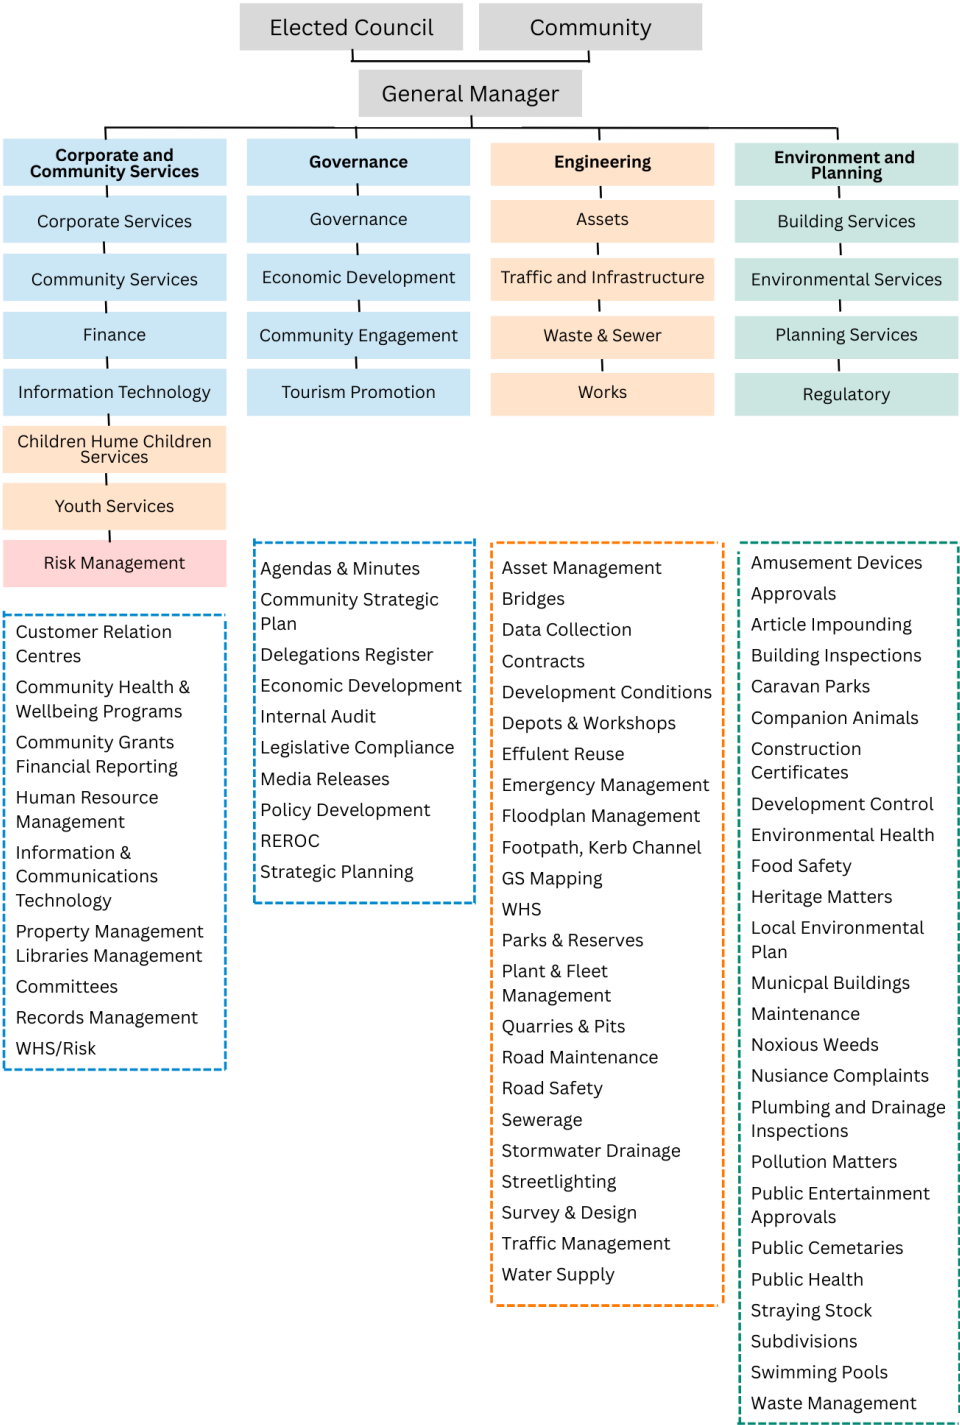 Elected Council
Community
General Manager
Corporate and
Community Services
Corporate Services
Community Services
Finance
Information Technology
Children Hume Children
Services
Youth Services
Risk Management
Governance
Governance
Economic Development
Community Engagement
Tourism Promotion
Engineering
Assets
Traffic and Infrastructure
Waste & Sewer
Works
Environment and
Planning
Building Services
Environmental Services
Planning Services
Regulatory
Customer Relation
Centres
Community Health &
Wellbeing Programs
Community Grants
Financial Reporting
Human Resource
Management
Information &
Communications
Technology
Property Management
Libraries Management
Committees
Records Management
WHS/Risk
Agendas & Minutes
Community Strategic
Plan
Delegations Register
Economic Development
Internal Audit
Legislative Compliance
Media Releases
Policy Development
REROC
Strategic Planning
Asset Management
Bridges
Data Collection
Contracts
Development Conditions
Depots & Workshops
Effulent Reuse
Emergency Management
Floodplan Management
Footpath, Kerb Channel
GS Mapping
WHS
Parks & Reserves
Plant & Fleet
Management
Quarries & Pits
Road Maintenance
Road Safety
Sewerage
Stormwater Drainage
Streetlighting
Survey & Design
Traffic Management
Water Supply
Amusement Devices
Approvals
Article Impounding
Building Inspections
Caravan Parks
Companion Animals
Construction
Certificates
Development Control
Environmental Health
Food Safety
Heritage Matters
Local Environmental
Plan
Municpal Buildings
Maintenance
Noxious Weeds
Nusiance Complaints
Plumbing and Drainage
Inspections
Pollution Matters
Public Entertainment
Approvals
Public Cemetaries
Public Health
Straying Stock
Subdivisions
Swimming Pools
Waste Management